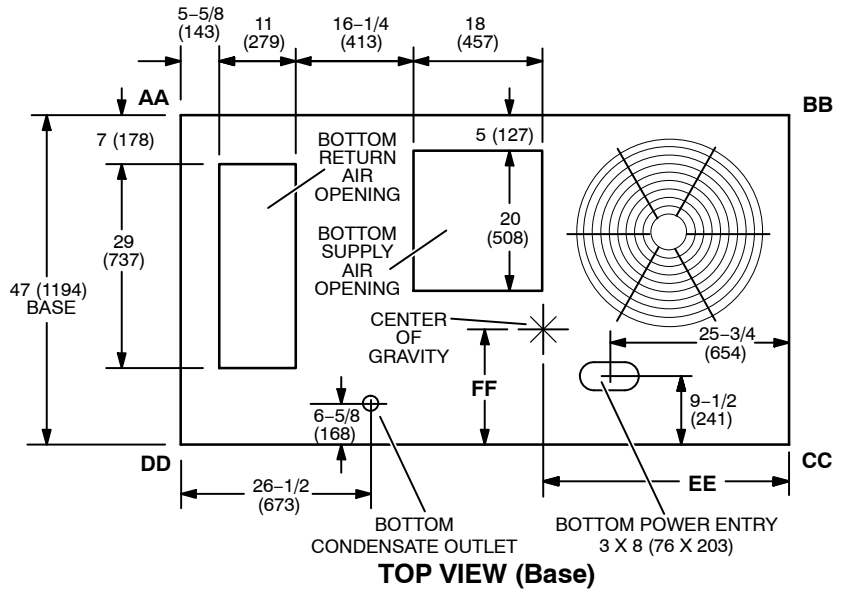 5−5/8
(143)
11
(279)
16−1/4
(413)
18
(457)
AA
BB
7 (178)
5 (127)
BOTTOM
RETURN
AIR
OPENING
29
(737)
20
(508)
BOTTOM
SUPPLY
AIR
OPENING
47 (1194)
BASE
CENTER
OF
GRAVITY
25−3/4
(654)
FF
9−1/2
(241)
6−5/8
(168)
DD
CC
26−1/2
(673)
EE
BOTTOM
CONDENSATE OUTLET
BOTTOM POWER ENTRY
3 X 8 (76 X 203)
TOP VIEW (Base)